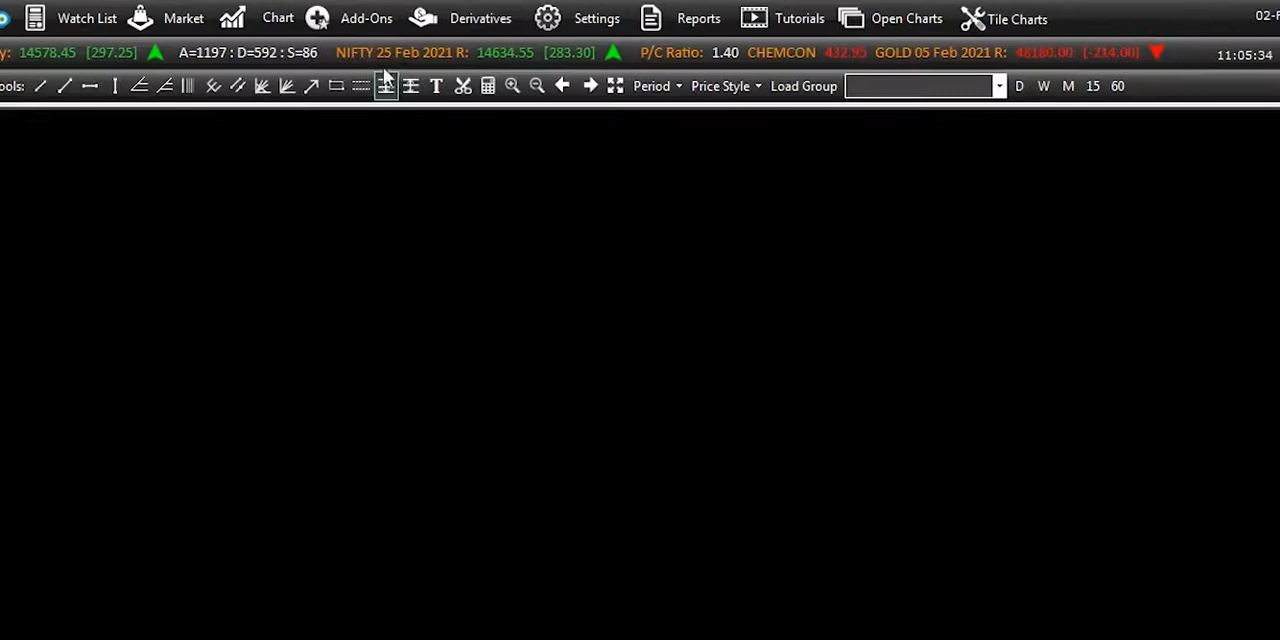 Watch List Market Chart Add-Ons Derivatives Settings Reports Tutorials Open Charts Tile Charts 02-F
y: 14578.45 [297.25] A=1197 : D=592 : S=86 NIFTY 25 Feb 2021 R: 14634.55 [283.30] P/C Ratio: 1.40 CHEMCON 432.95 GOLD 05 Feb 2021 R: 48180.00 [-214.00] 11:05:34
ools: T Period Price Style Load Group D W M 15 60